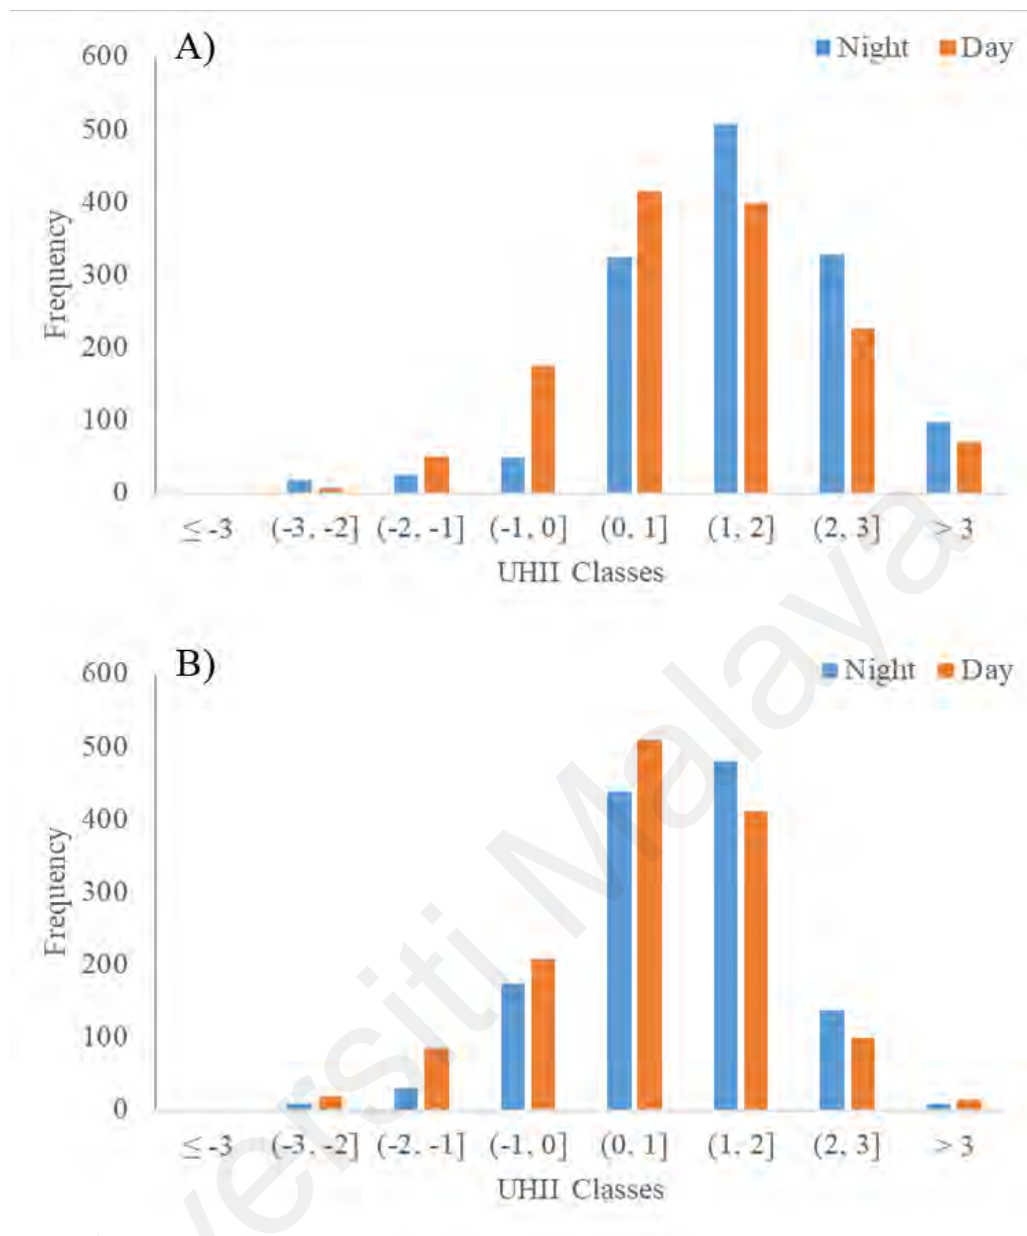 A)
Night Day
600
500
400
300
200
100
0
Frequency
≤ -3 (-3, -2] (-2, -1] (-1, 0] (0, 1] (1, 2] (2, 3] > 3
UHII Classes
B)
Night Day
600
500
400
300
200
100
0
Frequency
≤ -3 (-3, -2] (-2, -1] (-1, 0] (0, 1] (1, 2] (2, 3] > 3
UHII Classes
versiti Malaya